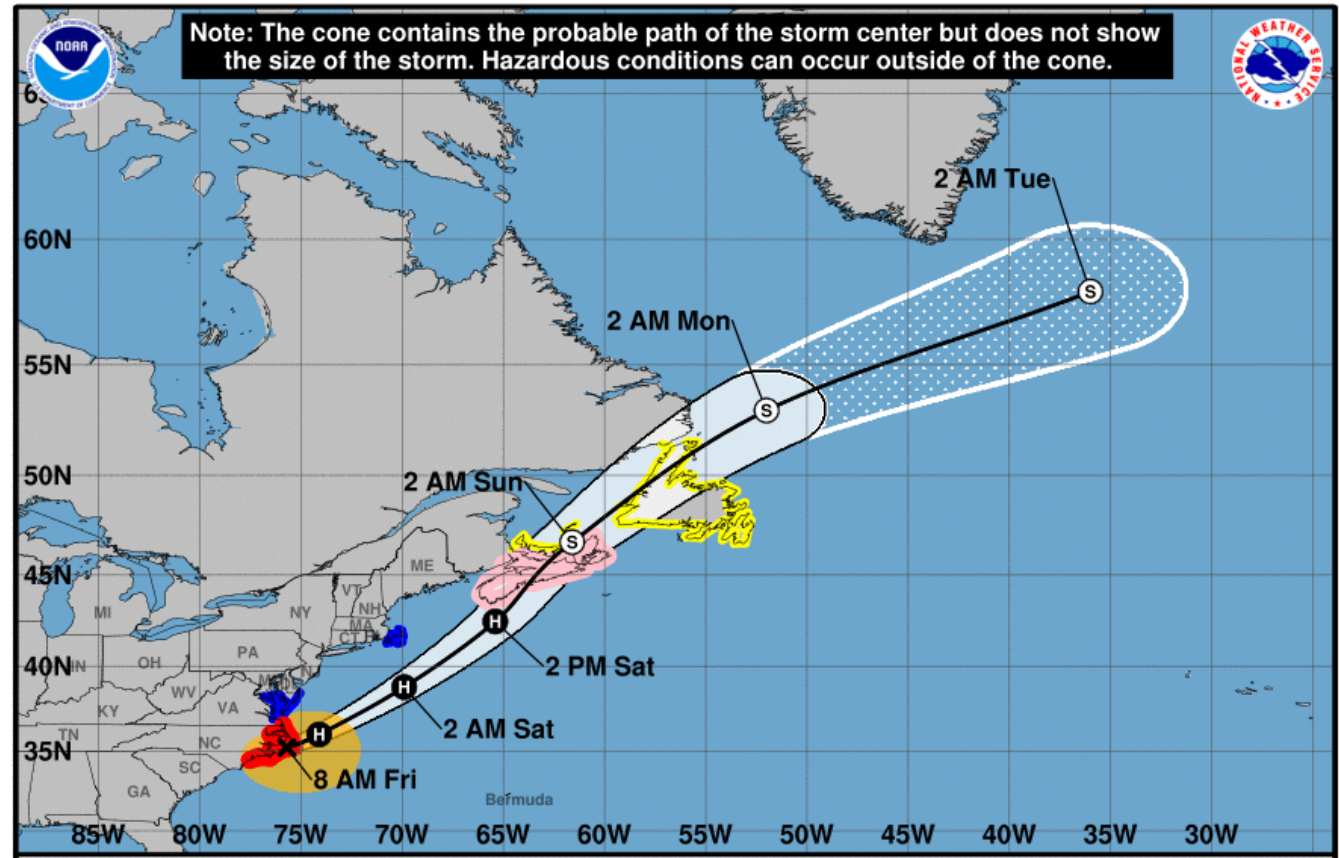 Note: The cone contains the probable path of the storm center but does not show
the size of the storm. Hazardous conditions can occur outside of the cone.
NOAA
NATIONAL WEATHER SERVICE
2 AM Tue
60N
2 AM Mon
55N
2 AM Sun
50N
45N
ME
VT
NH
MI
NY
MA
CT
RI
2 PM Sat
40N
IN
OH
PA
WV
VA
KY
2 AM Sat
TN
35N
NC
SC
8 AM Fri
GA
Bermuda
S
S
S
H
H
H
85W 80W 75W 70W 65W 60W 55W 50W 45W 40W 35W 30W